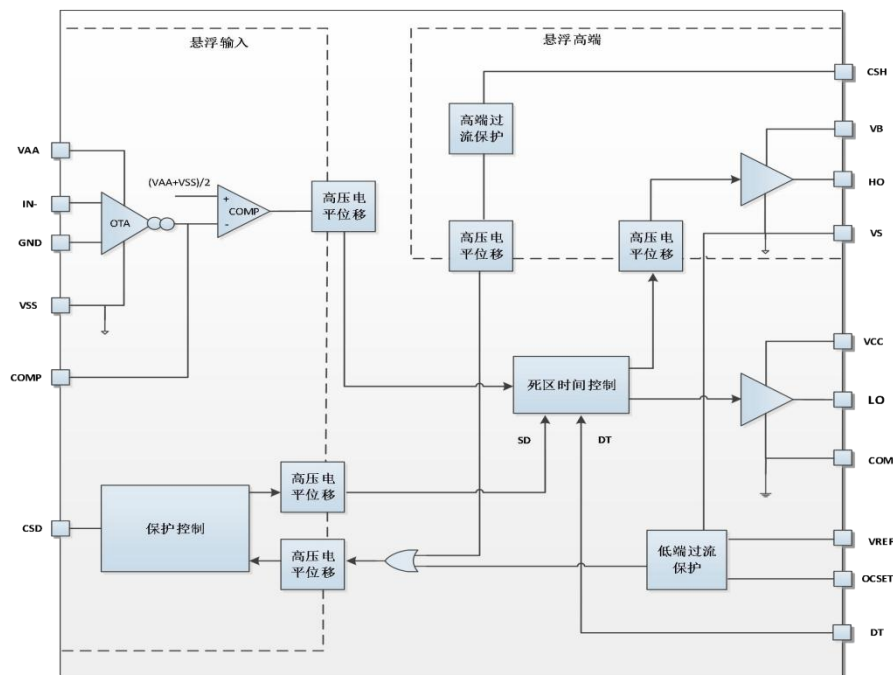 悬浮输入
悬浮高端
CSH
高端过
流保护
VB
VAA
(VAA+VSS)/2
+
COMP
-
高压电
平位移
IN-
OTA
HO
GND
高压电
平位移
高压电
平位移
VS
VSS
VCC
COMP
死区时间控制
LO
SD
DT
COM
高压电
平位移
CSD
保护控制
高压电
平位移
低端过流
保护
VREF
OCSET
DT